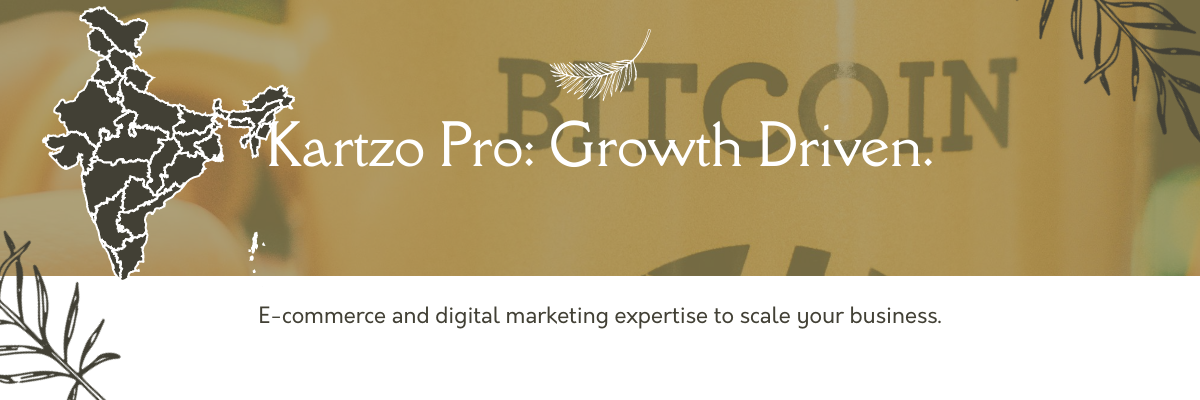 BITCOIN
Kartzo Pro: Growth Driven.
E-commerce and digital marketing expertise to scale your business.